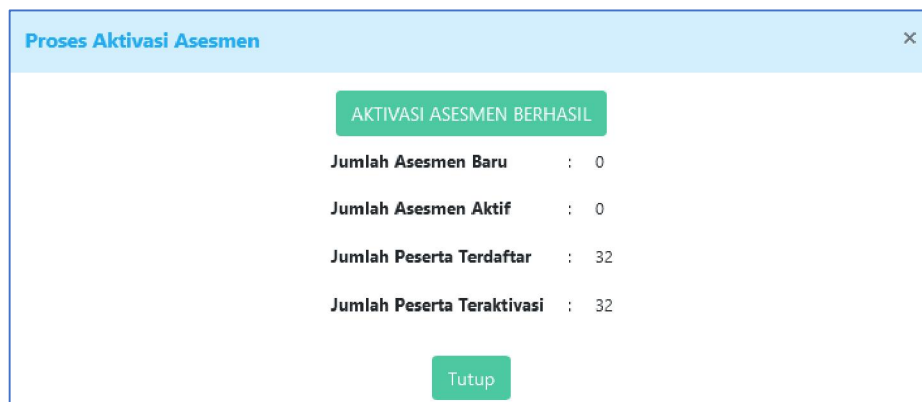 Proses Aktivasi Asesmen ×
AKTIVASI ASESMEN BERHASIL
Jumlah Asesmen Baru : 0
Jumlah Asesmen Aktif : 0
Jumlah Peserta Terdaftar : 32
Jumlah Peserta Teraktivasi : 32
Tutup